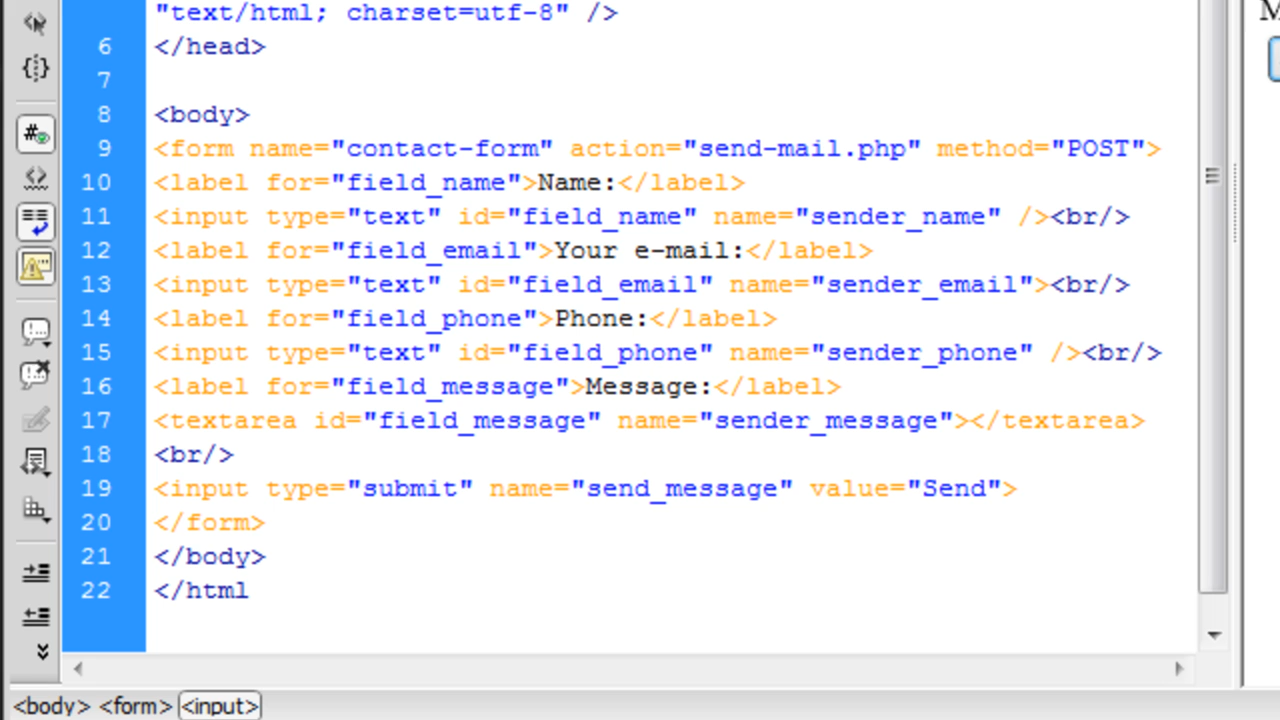 "text/html; charset=utf-8" />
6 </head>
7
8 <body>
9 <form name="contact-form" action="send-mail.php" method="POST">
10 <label for="field_name">Name:</label>
11 <input type="text" id="field_name" name="sender_name" /><br/>
12 <label for="field_email">Your e-mail:</label>
13 <input type="text" id="field_email" name="sender_email"><br/>
14 <label for="field_phone">Phone:</label>
15 <input type="text" id="field_phone" name="sender_phone" /><br/>
16 <label for="field_message">Message:</label>
17 <textarea id="field_message" name="sender_message"></textarea>
18 <br/>
19 <input type="submit" name="send_message" value="Send">
20 </form>
21 </body>
22 </html
<body> <form> <input>